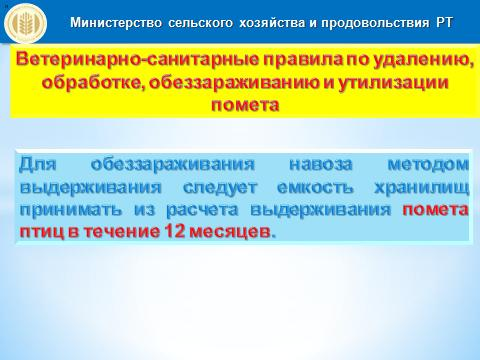 Министерство сельского хозяйства и продовольствия РТ
Ветеринарно-санитарные правила по удалению,
обработке, обеззараживанию и утилизации
помета
Для обеззараживания навоза методом
выдерживания следует емкость хранилищ
принимать из расчета выдерживания помета
птиц в течение 12 месяцев.